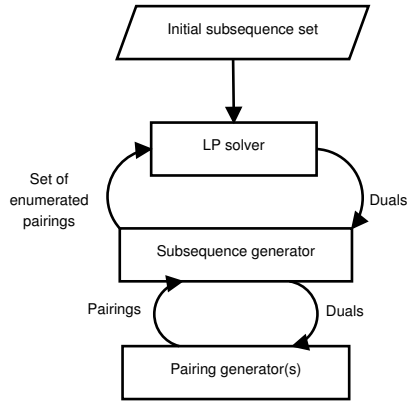 Initial subsequence set
LP solver
Set of
enumerated
pairings
Duals
Subsequence generator
Pairings
Duals
Pairing generator(s)